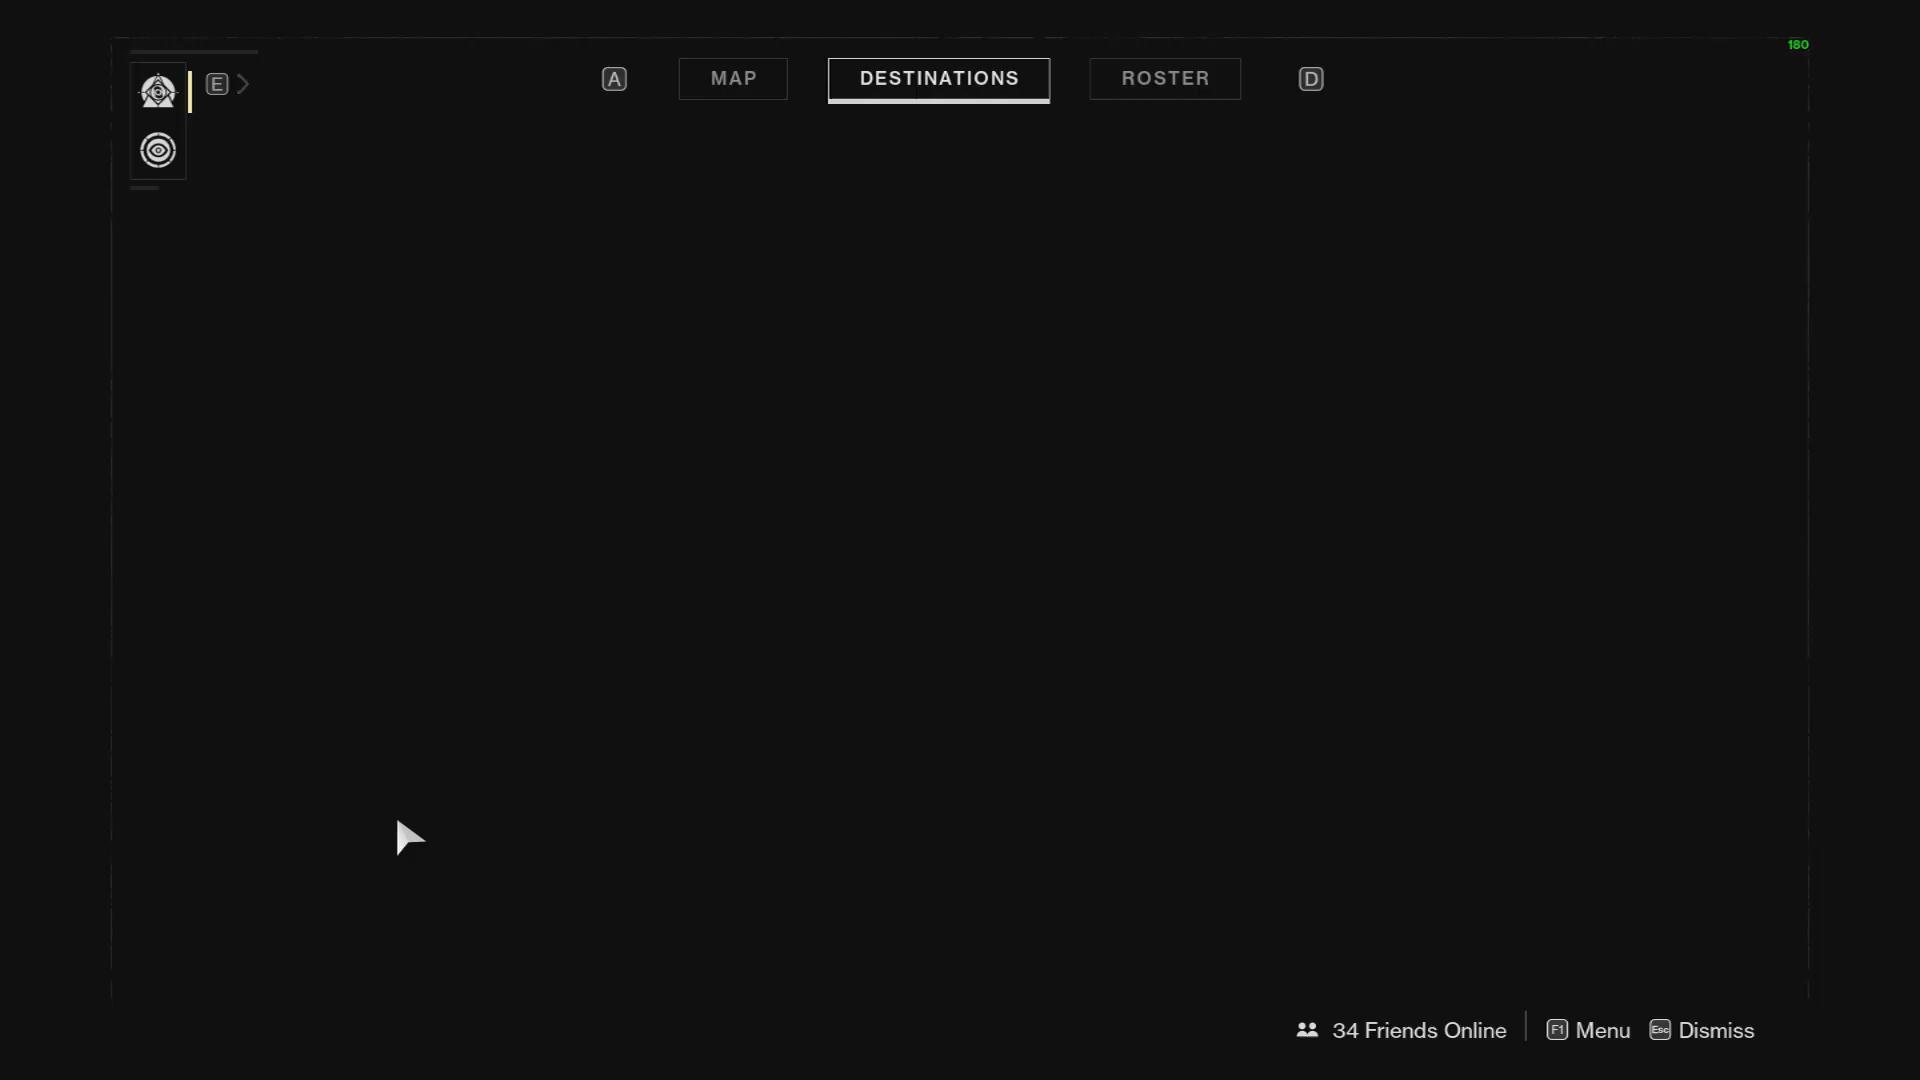 180
E
A
MAP
DESTINATIONS
ROSTER
D
34 Friends Online
F1 Menu
Esc Dismiss